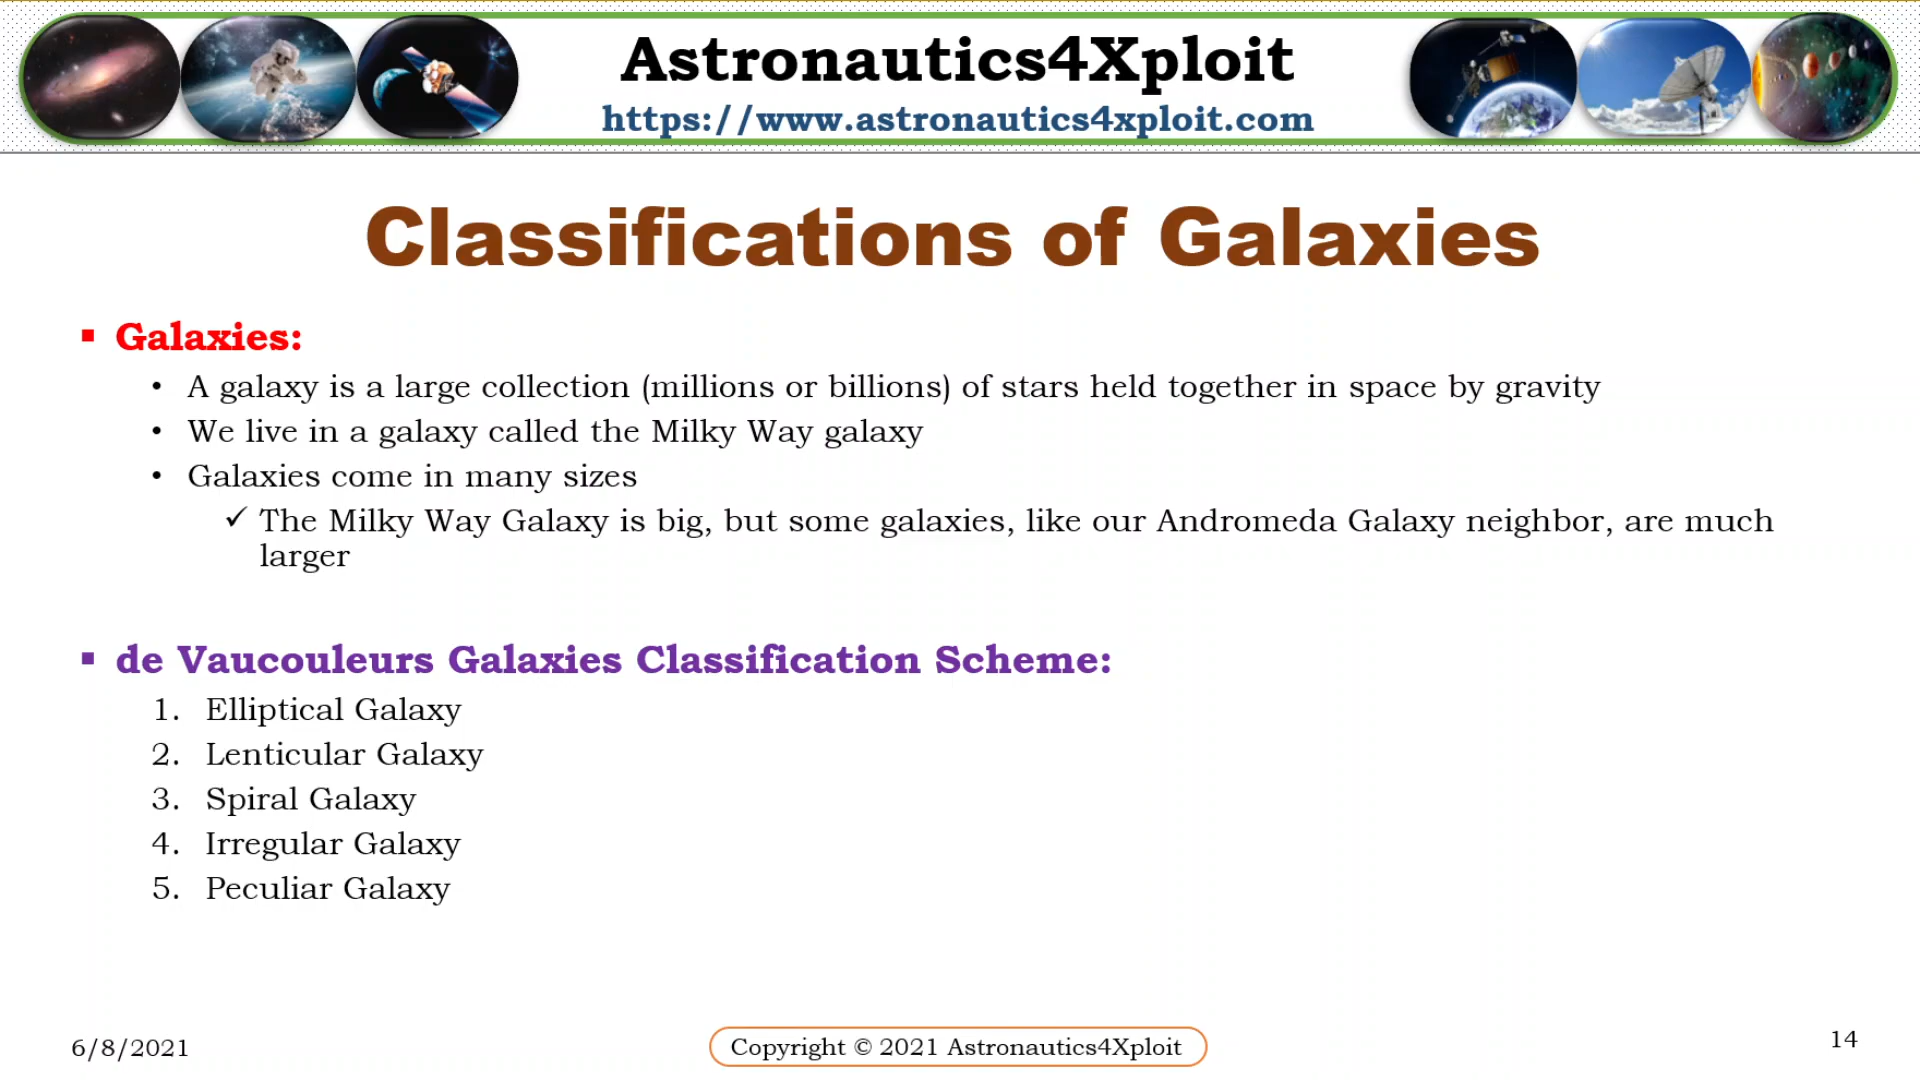 Astronautics4Xploit
https://www.astronautics4xploit.com
Classifications of Galaxies
▪ Galaxies:
• A galaxy is a large collection (millions or billions) of stars held together in space by gravity
• We live in a galaxy called the Milky Way galaxy
• Galaxies come in many sizes
✓ The Milky Way Galaxy is big, but some galaxies, like our Andromeda Galaxy neighbor, are much
larger
▪ de Vaucouleurs Galaxies Classification Scheme:
1. Elliptical Galaxy
2. Lenticular Galaxy
3. Spiral Galaxy
4. Irregular Galaxy
5. Peculiar Galaxy
6/8/2021
Copyright © 2021 Astronautics4Xploit
14